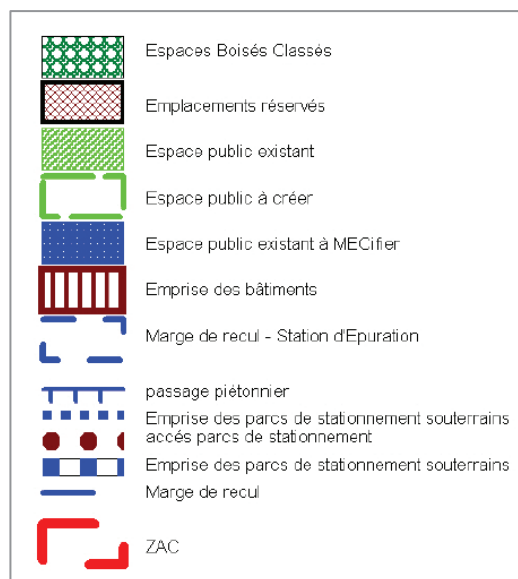 Espaces Boisés Classés
Emplacements réservés
Espace public existant
Espace public à créer
Espace public existant à MECifier
Emprise des bâtiments
Marge de recul - Station d'Epuration
passage piétonnier
Emprise des parcs de stationnement souterrains
accés parcs de stationnement
Emprise des parcs de stationnement souterrains
Marge de recul
ZAC